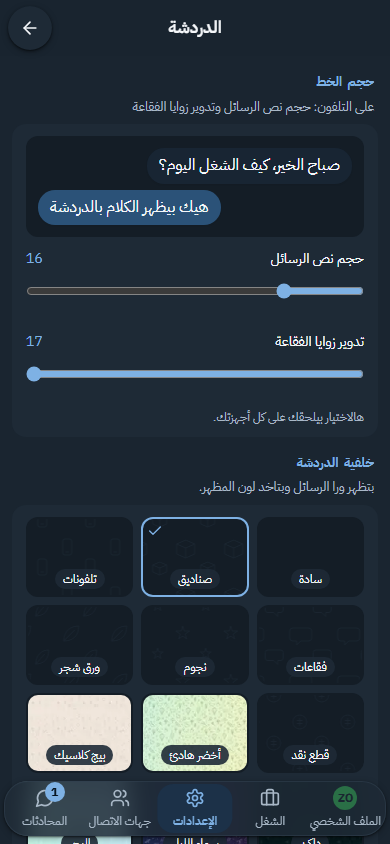 الدردشة
حجم الخط
على التلفون: حجم نص الرسائل وتدوير زوايا الفقاعة
صباح الخير، كيف الشغل اليوم؟
هيك بيظهر الكلام بالدردشة
حجم نص الرسائل 16
تدوير زوايا الفقاعة 17
هالاختيار بيلحقك على كل أجهزتك.
خلفية الدردشة
بتظهر ورا الرسائل وبتاخد لون المظهر.
سادة
صناديق
تلفونات
فقاعات
نجوم
ورق شجر
قطع نقد
أخضر هادئ
بيج كلاسيك
ZO
1
الملف الشخصي
الشغل
الإعدادات
جهات الاتصال
المحادثات